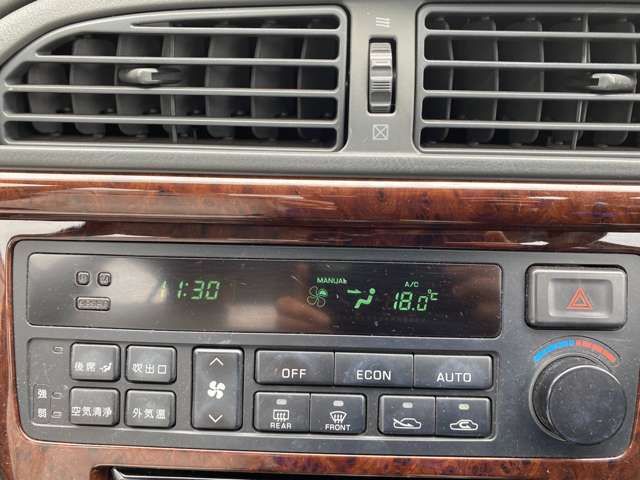 MANUAL
A/C
11:30
18.0℃
後席
吹出口
OFF
ECON
AUTO
強
弱
空気清浄
外気温
REAR
FRONT